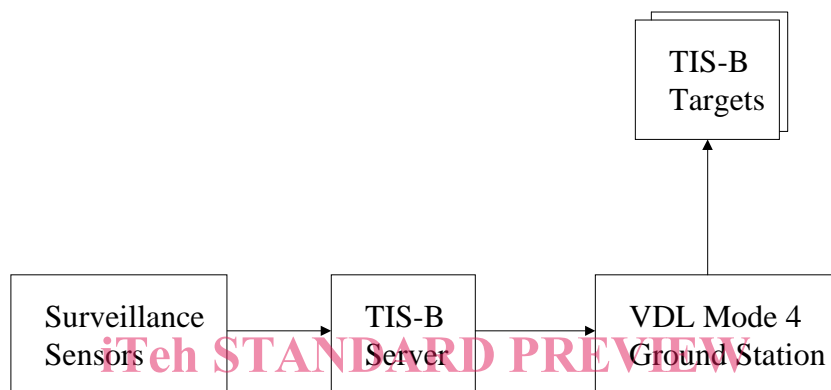 TIS-B
Targets
Surveillance
Sensors
TIS-B
Server
VDL Mode 4
Ground Station
iTeh STANDARD PREVIEW